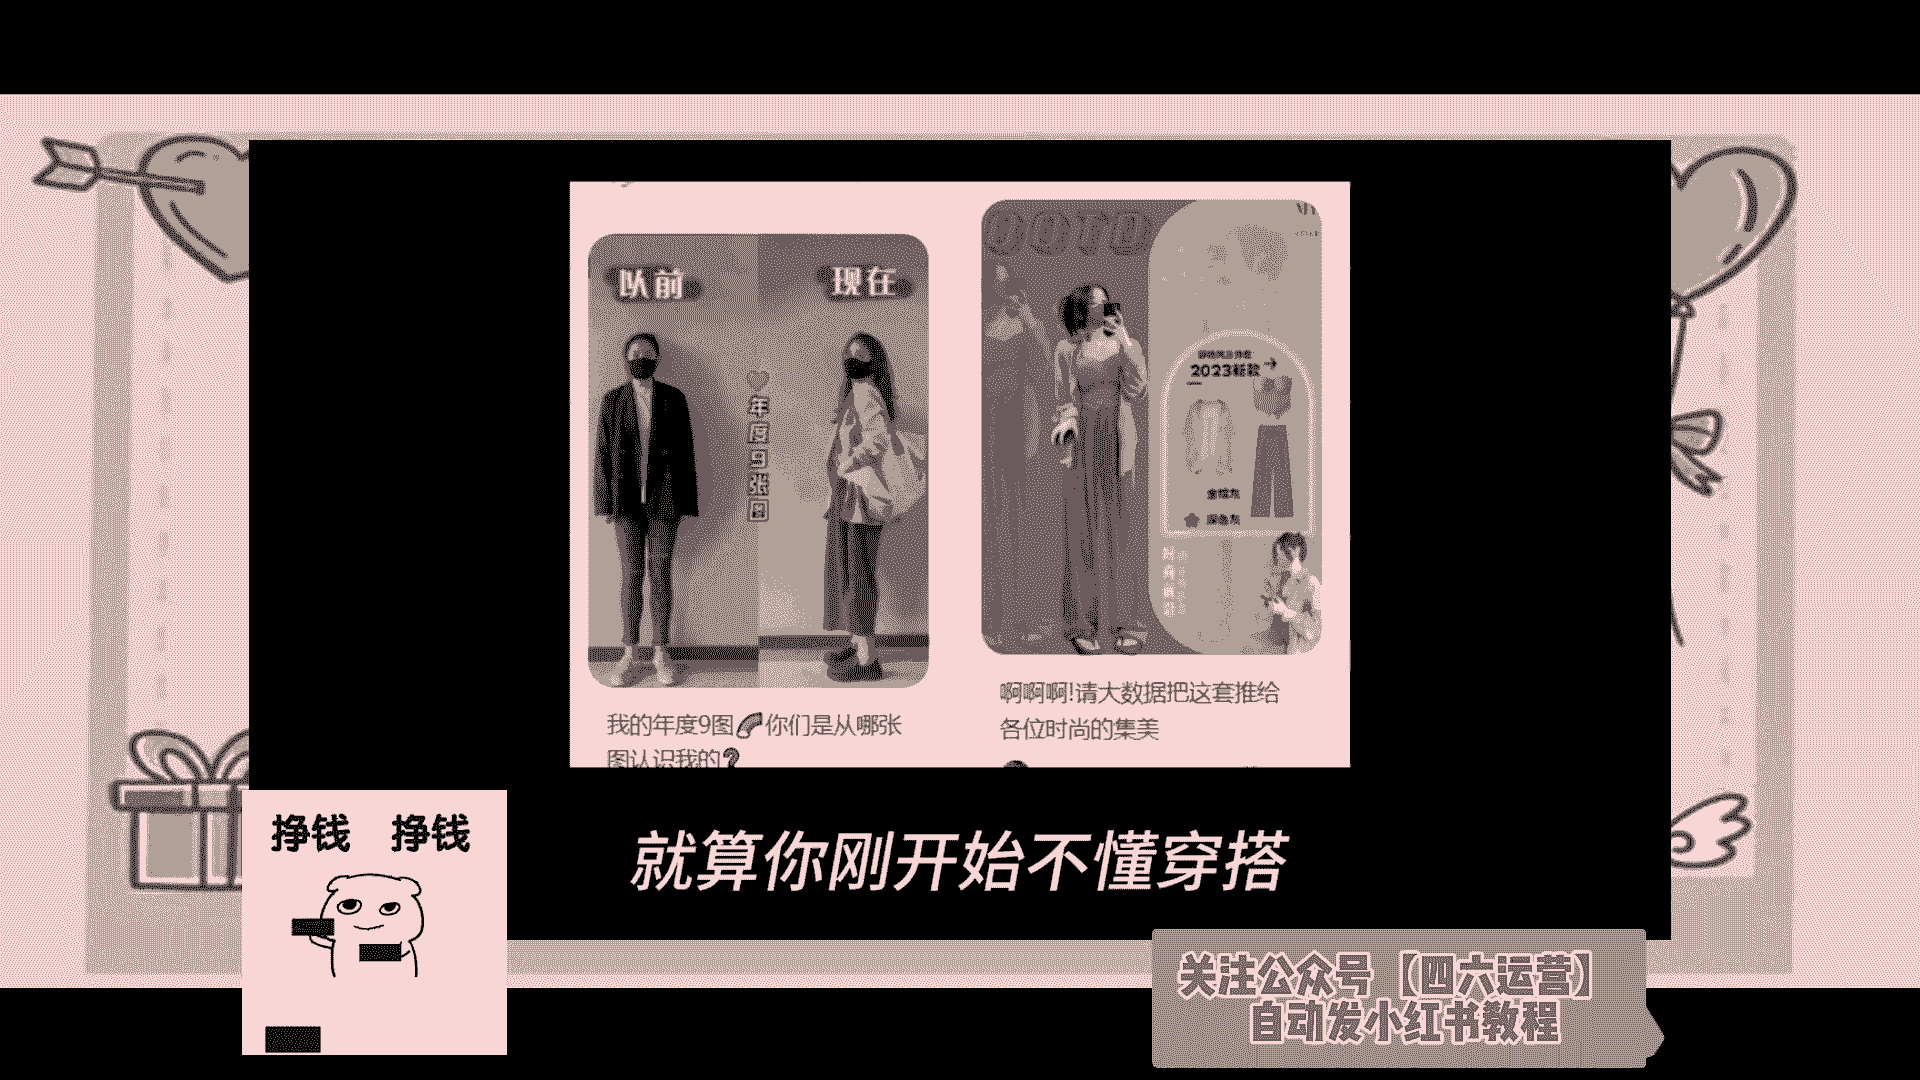 OOTD
以前
现在
年度9张图
2023新款
我的年度9图 你们是从哪张
图认识我的?
啊啊啊!请大数据把这套推给
各位时尚的集美
挣钱 挣钱
就算你刚开始不懂穿搭
关注公众号【四六运营】
自动发小红书教程